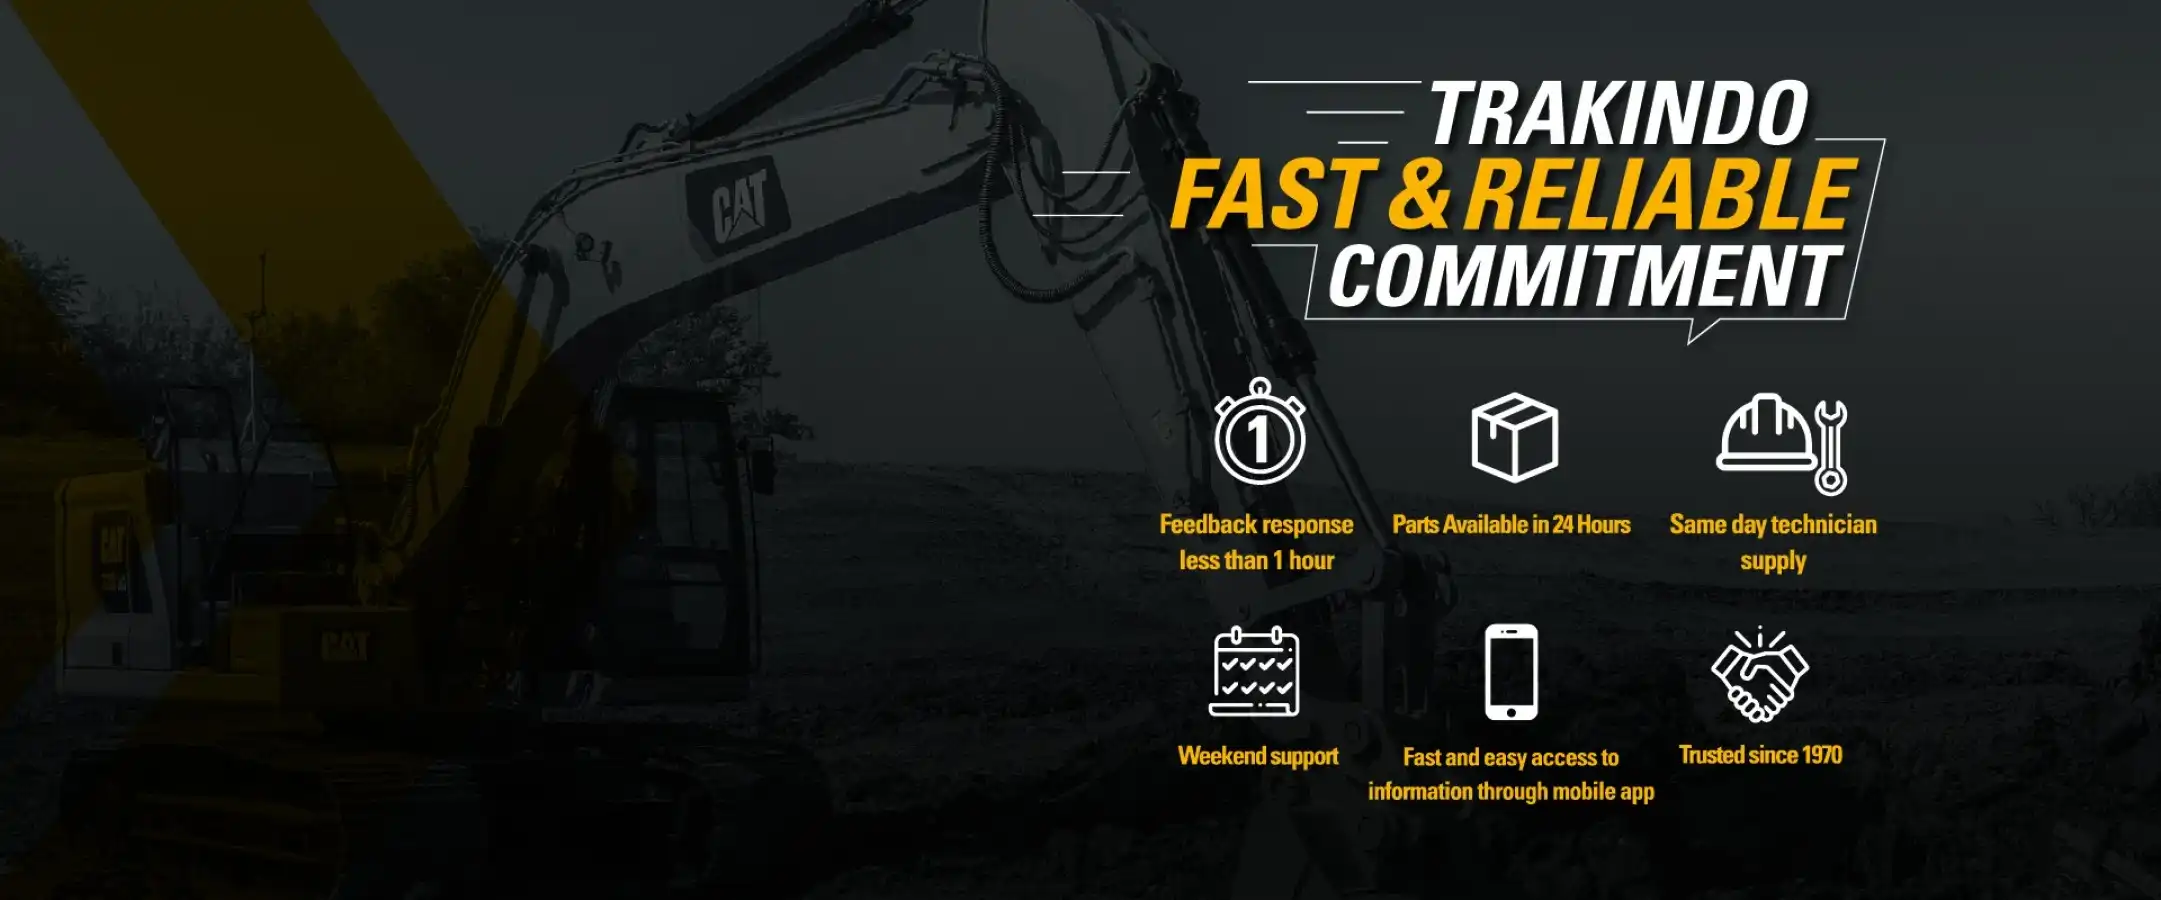 TRAKINDO
FAST & RELIABLE
COMMITMENT
CAT
1
Feedback response
less than 1 hour
Parts Available in 24 Hours
Same day technician
supply
CAT
CAT
Weekend support
Fast and easy access to
information through mobile app
Trusted since 1970